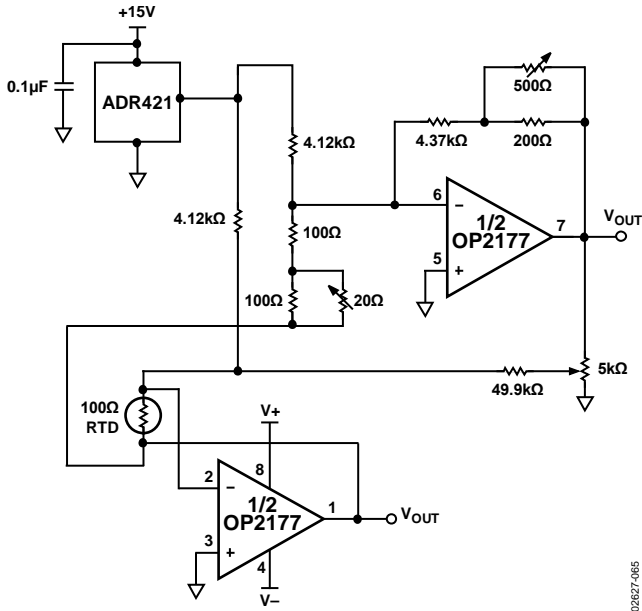 +15V
0.1µF
ADR421
500Ω
4.37kΩ
200Ω
4.12kΩ
4.12kΩ
100Ω
100Ω
20Ω
6
−
1/2
OP2177
7
VOUT
5
+
49.9kΩ
5kΩ
100Ω
RTD
V+
8
2
−
1/2
OP2177
1
VOUT
3
+
4
V−
02627-065